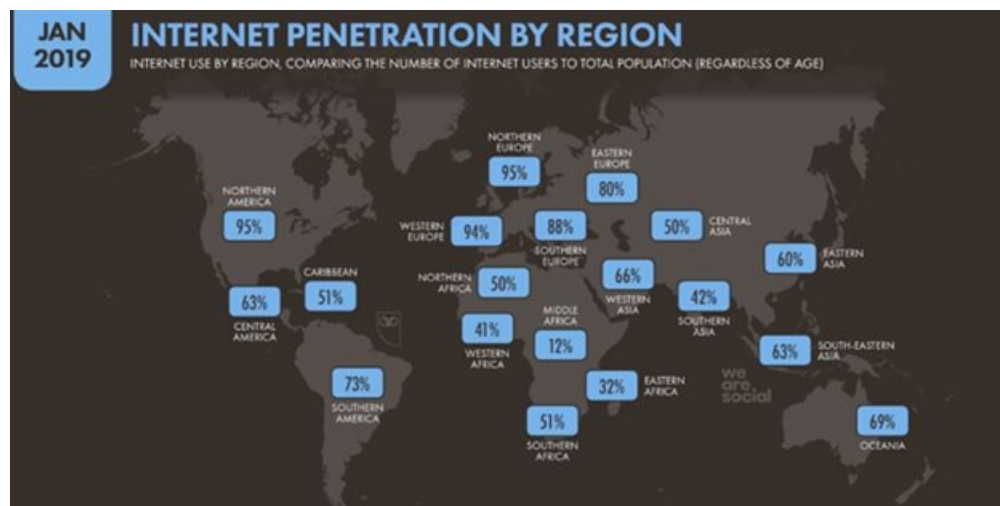 JAN
2019
INTERNET PENETRATION BY REGION
INTERNET USE BY REGION, COMPARING THE NUMBER OF INTERNET USERS TO TOTAL POPULATION (REGARDLESS OF AGE)
NORTHERN
EUROPE
95%
EASTERN
EUROPE
80%
NORTHERN
AMERICA
95%
WESTERN
EUROPE
94%
88%
SOUTHERN
EUROPE
50%
CENTRAL
ASIA
60%
EASTERN
ASIA
CARIBBEAN
51%
63%
CENTRAL
AMERICA
NORTHERN
AFRICA
50%
66%
WESTERN
ASIA
42%
SOUTHERN
ASIA
41%
WESTERN
AFRICA
MIDDLE
AFRICA
12%
63%
SOUTH-EASTERN
ASIA
73%
SOUTHERN
AMERICA
32%
EASTERN
AFRICA
we
are.
social
51%
SOUTHERN
AFRICA
69%
OCEANIA